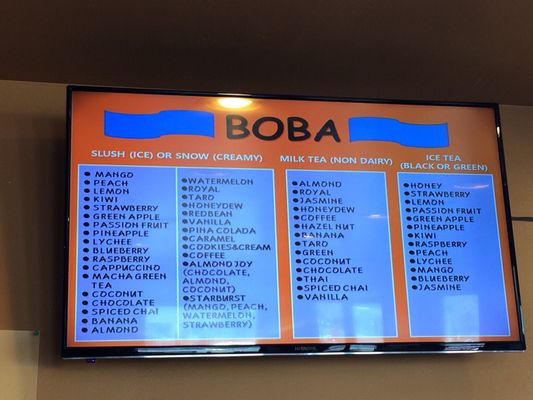 BOBA
SLUSH (ICE) OR SNOW (CREAMY)
MANGO
PEACH
LEMON
KIWI
STRAWBERRY
GREEN APPLE
PASSION FRUIT
PINEAPPLE
LYCHEE
BLUEBERRY
RASPBERRY
CAPPUCCINO
MACHA GREEN
TEA
COCONUT
CHOCOLATE
SPICED CHAI
BANANA
ALMOND
WATERMELON
ROYAL
TARO
HONEYDEW
REDBEAN
VANILLA
PINA COLADA
CARAMEL
COOKIES&CREAM
COFFEE
ALMOND JOY
(CHOCOLATE,
ALMOND,
COCONUT)
STARBURST
(MANGO, PEACH,
WATERMELON,
STRAWBERRY)
MILK TEA (NON DAIRY)
ALMOND
ROYAL
JASMINE
HONEYDEW
COFFEE
HAZEL NUT
BANANA
TARO
GREEN
COCONUT
CHOCOLATE
THAI
SPICED CHAI
VANILLA
ICE TEA
(BLACK OR GREEN)
HONEY
STRAWBERRY
LEMON
PASSION FRUIT
GREEN APPLE
PINEAPPLE
KIWI
RASPBERRY
PEACH
LYCHEE
MANGO
BLUEBERRY
JASMINE
HITACHI